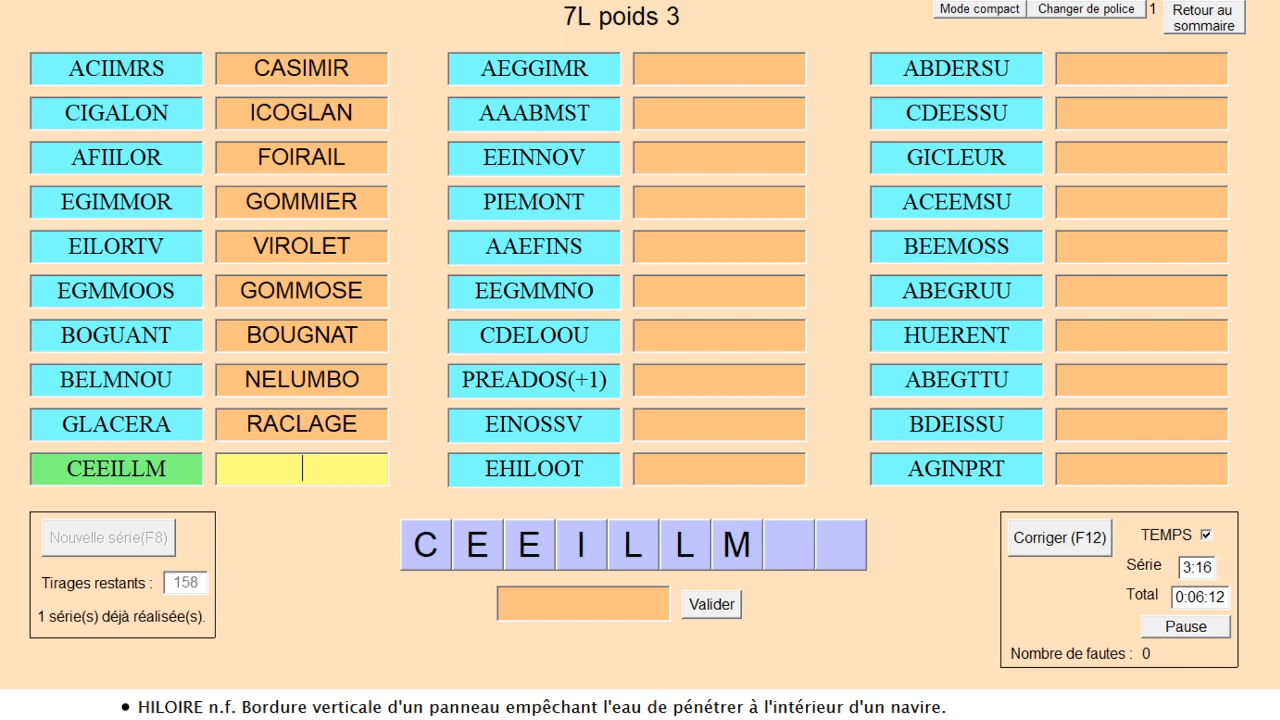 7L poids 3
Mode compact Changer de police 1 Retour au sommaire
ACIIMRS CASIMIR AEGGIMR ABDERSU
CIGALON ICOGLAN AAABMST CDEESSU
AFIILOR FOIRAIL EEINNOV GICLEUR
EGIMMOR GOMMIER PIEMONT ACEEMSU
EILORTV VIROLET AAEFINS BEEMOSS
EGMMOOS GOMMOSE EEGMMNO ABEGRUU
BOGUANT BOUGNAT CDELOOU HUERENT
BELMNOU NELUMBO PREADOS(+1) ABEGTTU
GLACERA RACLAGE EINOSSV BDEISSU
CEEILLM EHILOOT AGINPRT
Nouvelle série(F8)
Tirages restants : 158
1 série(s) déjà réalisée(s).
C E E I L L M
Valider
Corriger (F12) TEMPS
Série 3:16
Total 0:06:12
Pause
Nombre de fautes : 0
• HILOIRE n.f. Bordure verticale d'un panneau empêchant l'eau de pénétrer à l'intérieur d'un navire.